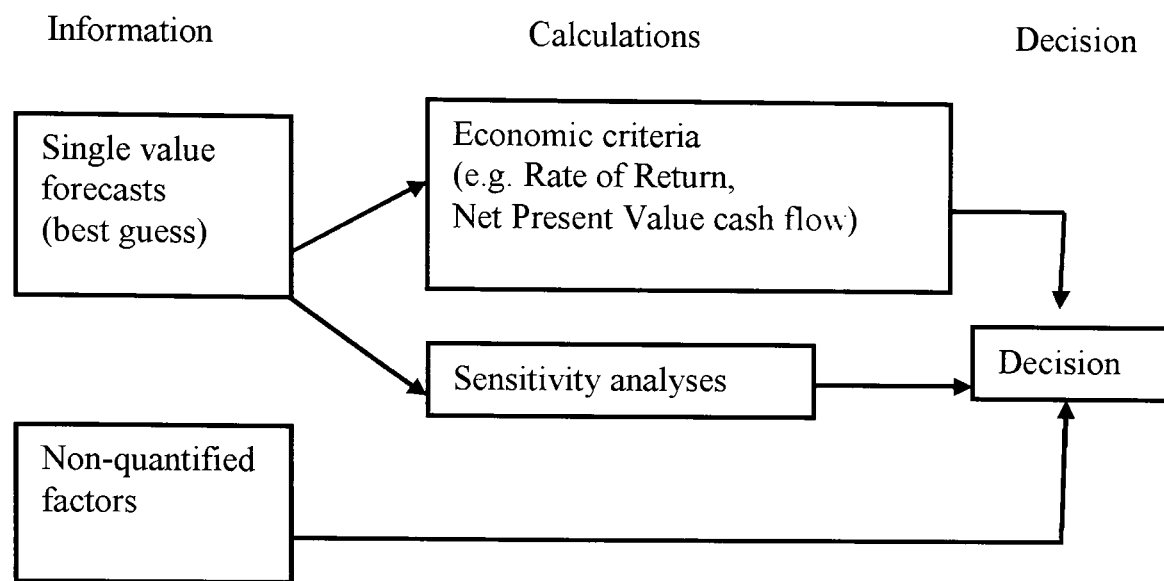 Information
Calculations
Decision
Single value
forecasts
(best guess)
Economic criteria
(e.g. Rate of Return,
Net Present Value cash flow)
Sensitivity analyses
Decision
Non-quantified
factors